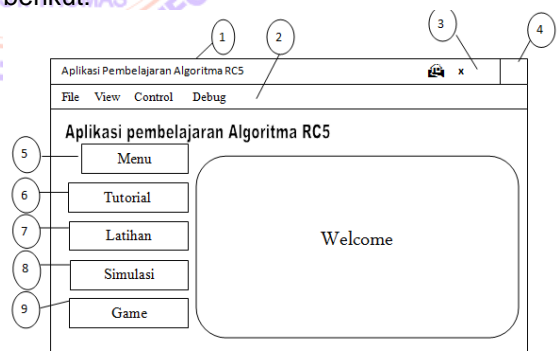 berikut.
1 2 3 4
Aplikasi Pembelajaran Algoritma RC5 x
File View Control Debug
Aplikasi pembelajaran Algoritma RC5
5 Menu
6 Tutorial
7 Latihan
8 Simulasi
9 Game
Welcome